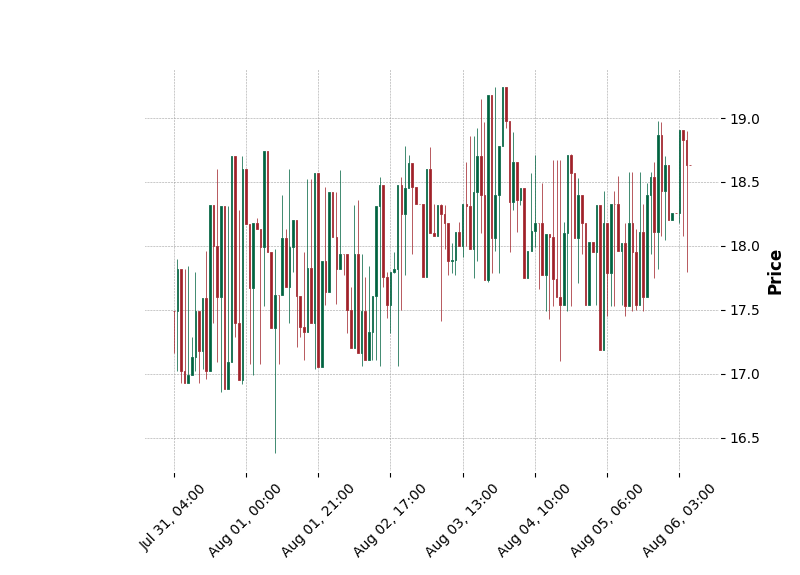 19.0
18.5
18.0
17.5
17.0
16.5
Price
Jul 31, 04:00
Aug 01, 00:00
Aug 01, 21:00
Aug 02, 17:00
Aug 03, 13:00
Aug 04, 10:00
Aug 05, 06:00
Aug 06, 03:00